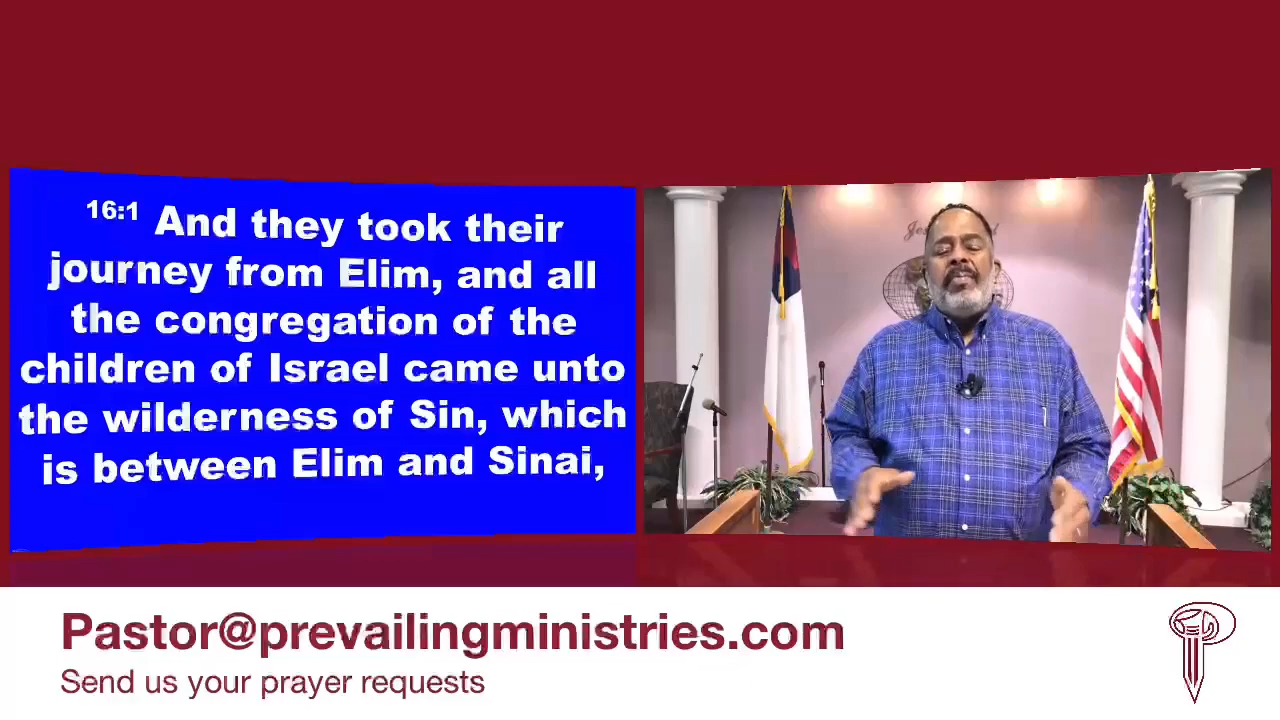 16:1 And they took their
journey from Elim, and all
the congregation of the
children of Israel came unto
the wilderness of Sin, which
is between Elim and Sinai,
Pastor@prevailingministries.com
Send us your prayer requests